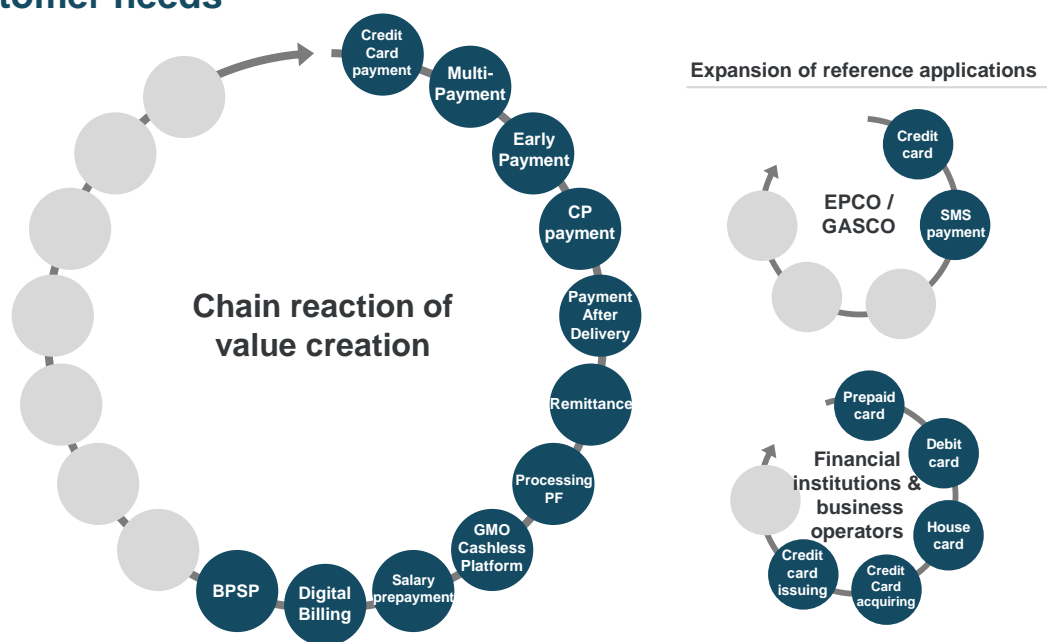 tomer needs
Credit
Card
payment
Multi-
Payment
Early
Payment
CP
payment
Payment
After
Delivery
Remittance
Processing
PF
GMO
Cashless
Platform
Salary
prepayment
Digital
Billing
BPSP
Chain reaction of
value creation
Expansion of reference applications
Credit
card
SMS
payment
EPCO /
GASCO
Prepaid
card
Debit
card
House
card
Credit
Card
acquiring
Credit
card
issuing
Financial
institutions &
business
operators